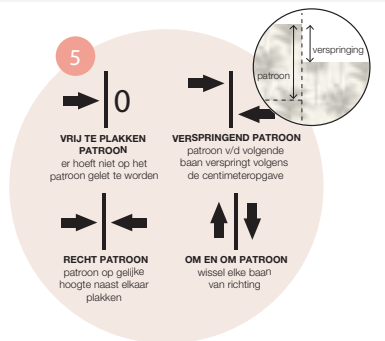 5
patroon
verspringing
0
VRIJ TE PLAKKEN
PATROON
er hoeft niet op het
patroon gelet te worden
VERSPRINGEND PATROON
patroon v/d volgende
baan verspringt volgens
de centimeteropgave
RECHT PATROON
patroon op gelijke
hoogte naast elkaar
plakken
OM EN OM PATROON
wissel elke baan
van richting